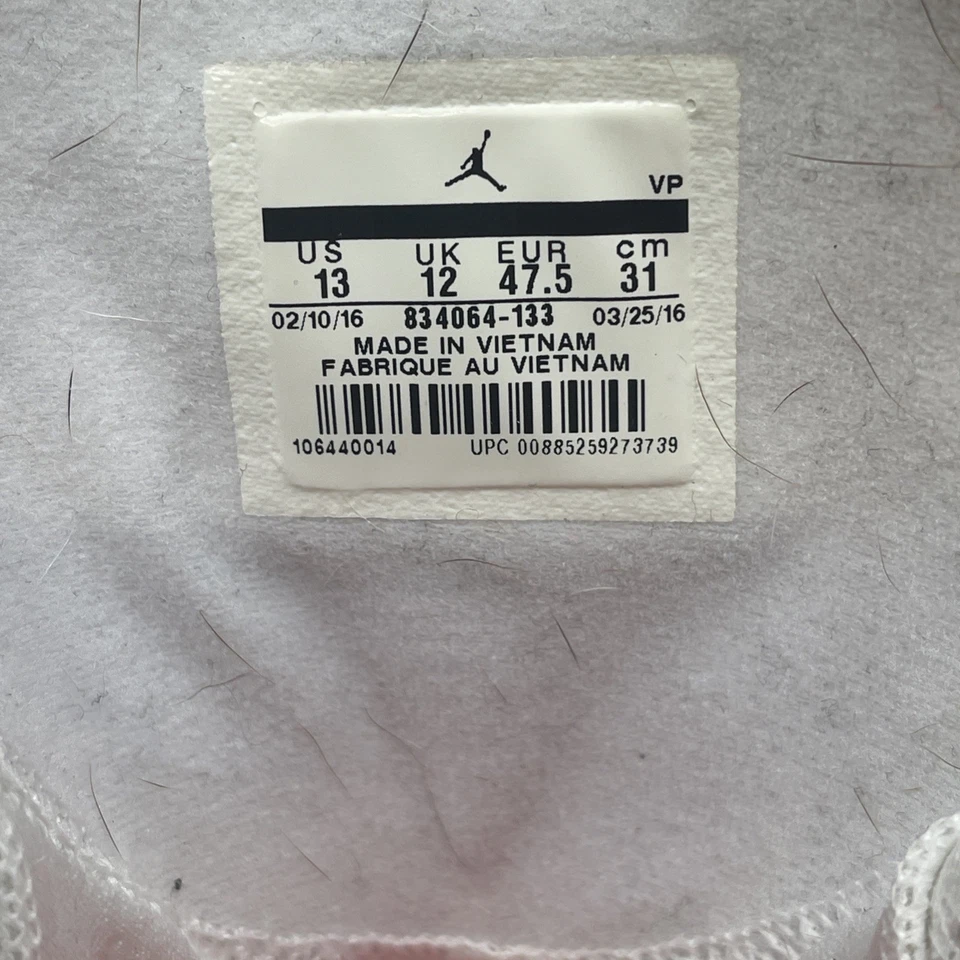 VP
US UK EUR cm
13 12 47.5 31
02/10/16 834064-133 03/25/16
MADE IN VIETNAM
FABRIQUE AU VIETNAM
106440014 UPC 00885259273739